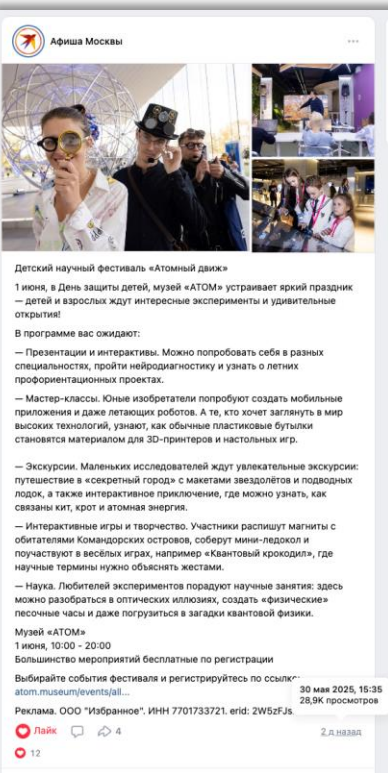 Афиша Москвы
Детский научный фестиваль «Атомный движ»
1 июня, в День защиты детей, музей «АТОМ» устраивает яркий праздник
— детей и взрослых ждут интересные эксперименты и удивительные
открытия!
В программе вас ожидают:
— Презентации и интерактивы. Можно попробовать себя в разных
специальностях, пройти нейродиагностику и узнать о летних
профориентационных проектах.
— Мастер-классы. Юные изобретатели попробуют создать мобильные
приложения и даже летающих роботов. А те, кто хочет заглянуть в мир
высоких технологий, узнают, как обычные пластиковые бутылки
становятся материалом для 3D-принтеров и настольных игр.
— Экскурсии. Маленьких исследователей ждут увлекательные экскурсии:
путешествие в «секретный город» с макетами звездолётов и подводных
лодок, а также интерактивное приключение, где можно узнать, как
связаны кит, крот и атомная энергия.
— Интерактивные игры и творчество. Участники распишут магниты с
обитателями Командорских островов, соберут мини-ледокол и
поучаствуют в весёлых играх, например «Квантовый крокодил», где
научные термины нужно объяснять жестами.
— Наука. Любителей экспериментов порадуют научные занятия: здесь
можно разобраться в оптических иллюзиях, создать «физические»
песочные часы и даже погрузиться в загадки квантовой физики.
Музей «АТОМ»
1 июня, 10:00 - 20:00
Большинство мероприятий бесплатные по регистрации
Выбирайте события фестиваля и регистрируйтесь по ссылке:
atom.museum/events/all...
30 мая 2025, 15:35
28,9K просмотров
Реклама. ООО "Избранное". ИНН 7701733721. erid: 2W5zFJs
Лайк 4 2 д назад
12